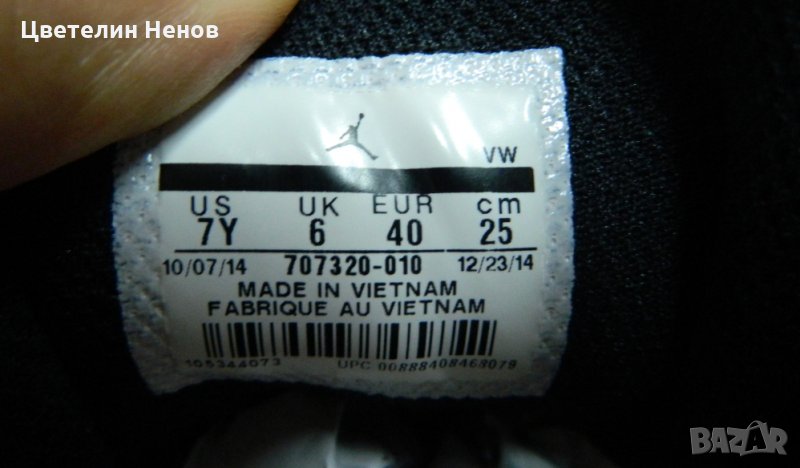 Цветелин Ненов
VW
US UK EUR cm
7Y 6 40 25
10/07/14 707320-010 12/23/14
MADE IN VIETNAM
FABRIQUE AU VIETNAM
105344073 UPC 00888408468079
BAZAR